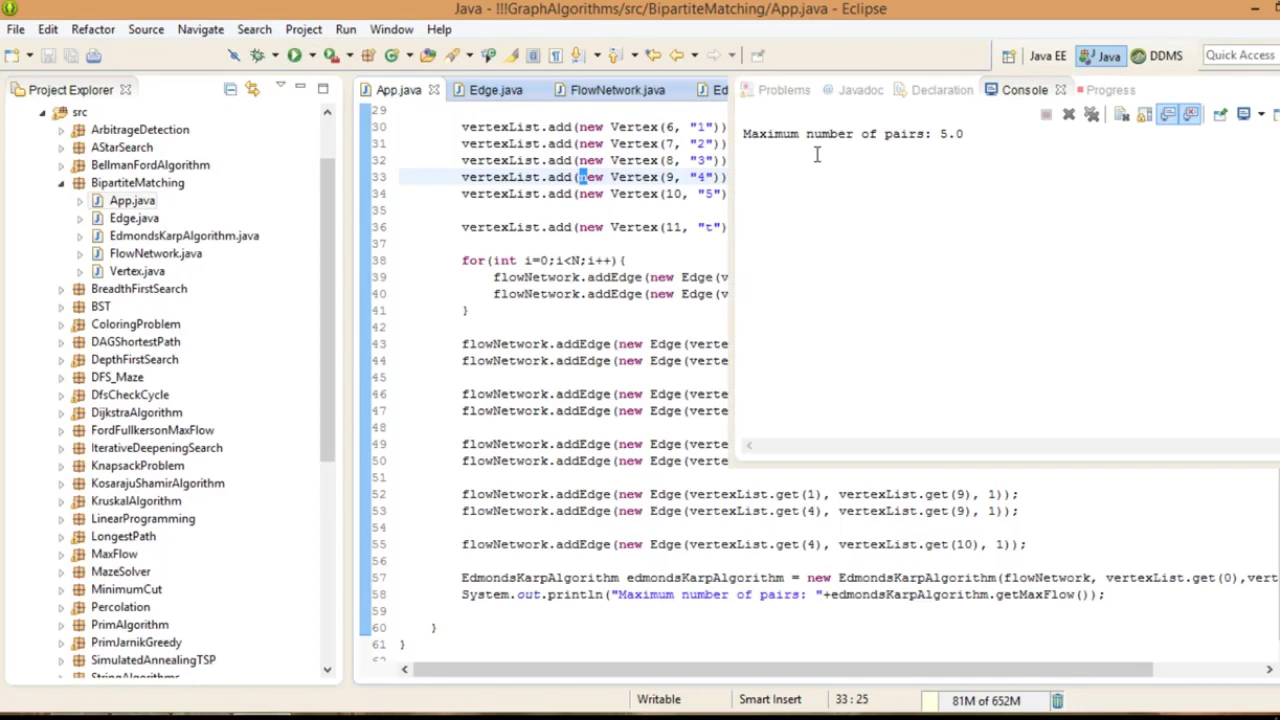 Java - !!!GraphAlgorithms/src/BipartiteMatching/App.java - Eclipse
File Edit Refactor Source Navigate Search Project Run Window Help
Java EE Java DDMS Quick Access
Project Explorer
src
ArbitrageDetection
AStarSearch
BellmanFordAlgorithm
BipartiteMatching
App.java
Edge.java
EdmondsKarpAlgorithm.java
FlowNetwork.java
Vertex.java
BreadthFirstSearch
BST
ColoringProblem
DAGShortestPath
DepthFirstSearch
DFS_Maze
DfsCheckCycle
DijkstraAlgorithm
FordFullkersonMaxFlow
IterativeDeepeningSearch
KnapsackProblem
KosarajuShamirAlgorithm
KruskalAlgorithm
LinearProgramming
LongestPath
MaxFlow
MazeSolver
MinimumCut
Percolation
PrimAlgorithm
PrimJarnikGreedy
SimulatedAnnealingTSP
StringAlgorithms
App.java Edge.java FlowNetwork.java Ed
29
30 vertexList.add(new Vertex(6, "1"))
31 vertexList.add(new Vertex(7, "2"))
32 vertexList.add(new Vertex(8, "3"))
33 vertexList.add(new Vertex(9, "4"))
34 vertexList.add(new Vertex(10, "5")
35
36 vertexList.add(new Vertex(11, "t")
37
38 for(int i=0;i<N;i++){
39 flowNetwork.addEdge(new Edge(v
40 flowNetwork.addEdge(new Edge(v
41 }
42
43 flowNetwork.addEdge(new Edge(verte
44 flowNetwork.addEdge(new Edge(verte
45
46 flowNetwork.addEdge(new Edge(verte
47 flowNetwork.addEdge(new Edge(verte
48
49 flowNetwork.addEdge(new Edge(verte
50 flowNetwork.addEdge(new Edge(verte
51
52 flowNetwork.addEdge(new Edge(vertexList.get(1), vertexList.get(9), 1));
53 flowNetwork.addEdge(new Edge(vertexList.get(4), vertexList.get(9), 1));
54
55 flowNetwork.addEdge(new Edge(vertexList.get(4), vertexList.get(10), 1));
56
57 EdmondsKarpAlgorithm edmondsKarpAlgorithm = new EdmondsKarpAlgorithm(flowNetwork, vertexList.get(0),vert
58 System.out.println("Maximum number of pairs: "+edmondsKarpAlgorithm.getMaxFlow());
59
60 }
61 }
Problems Javadoc Declaration Console Progress
Maximum number of pairs: 5.0
Writable Smart Insert 33 : 25 81M of 652M